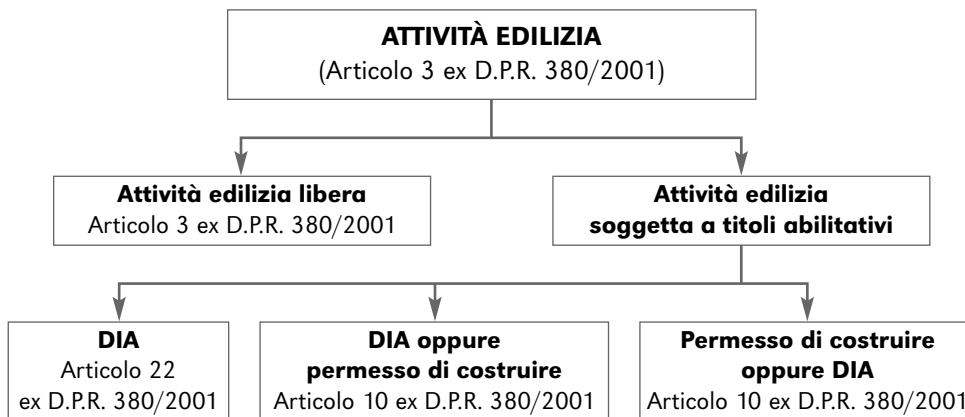 ATTIVITÀ EDILIZIA
(Articolo 3 ex D.P.R. 380/2001)
Attività edilizia libera
Articolo 3 ex D.P.R. 380/2001
Attività edilizia
soggetta a titoli abilitativi
DIA
Articolo 22
ex D.P.R. 380/2001
DIA oppure
permesso di costruire
Articolo 10 ex D.P.R. 380/2001
Permesso di costruire
oppure DIA
Articolo 10 ex D.P.R. 380/2001